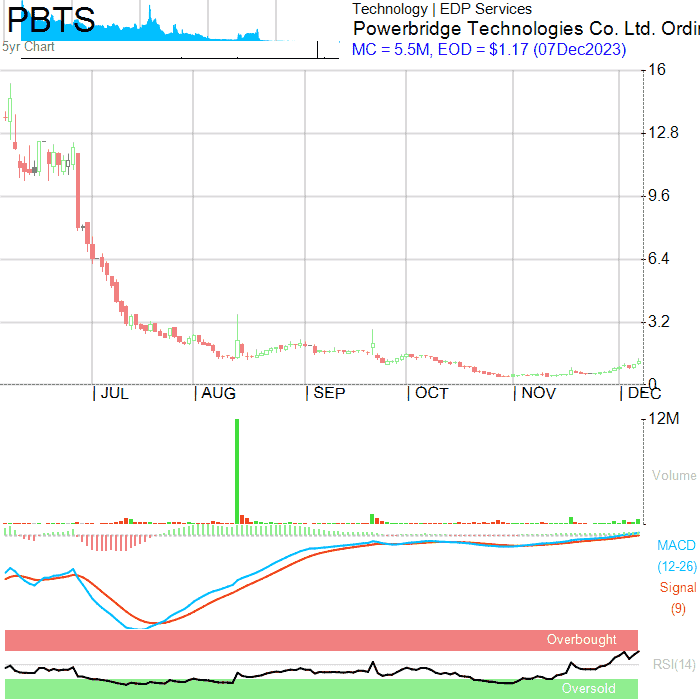 PBTS
5yr Chart
Technology | EDP Services
Powerbridge Technologies Co. Ltd. Ordi
MC = 5.5M, EOD = $1.17 (07Dec2023)
16
12.8
9.6
6.4
3.2
0
JUL
AUG
SEP
OCT
NOV
DEC
12M
Volume
MACD
(12-26)
Signal
(9)
Overbought
RSI(14)
Oversold